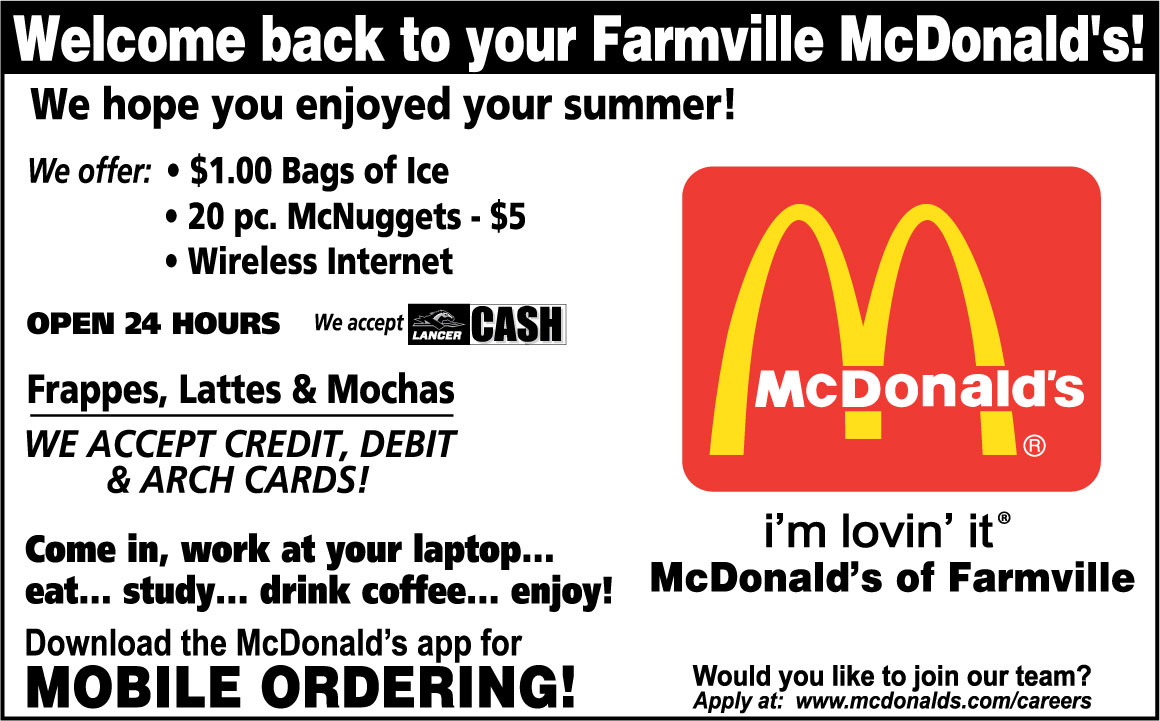 Welcome back to your Farmville McDonald's!
We hope you enjoyed your summer!
We offer: • $1.00 Bags of Ice
• 20 pc. McNuggets - $5
• Wireless Internet
OPEN 24 HOURS We accept LANCER CASH
Frappes, Lattes & Mochas
WE ACCEPT CREDIT, DEBIT
& ARCH CARDS!
Come in, work at your laptop...
eat... study... drink coffee... enjoy!
Download the McDonald’s app for
MOBILE ORDERING!
McDonald’s
®
i’m lovin’ it®
McDonald’s of Farmville
Would you like to join our team?
Apply at: www.mcdonalds.com/careers